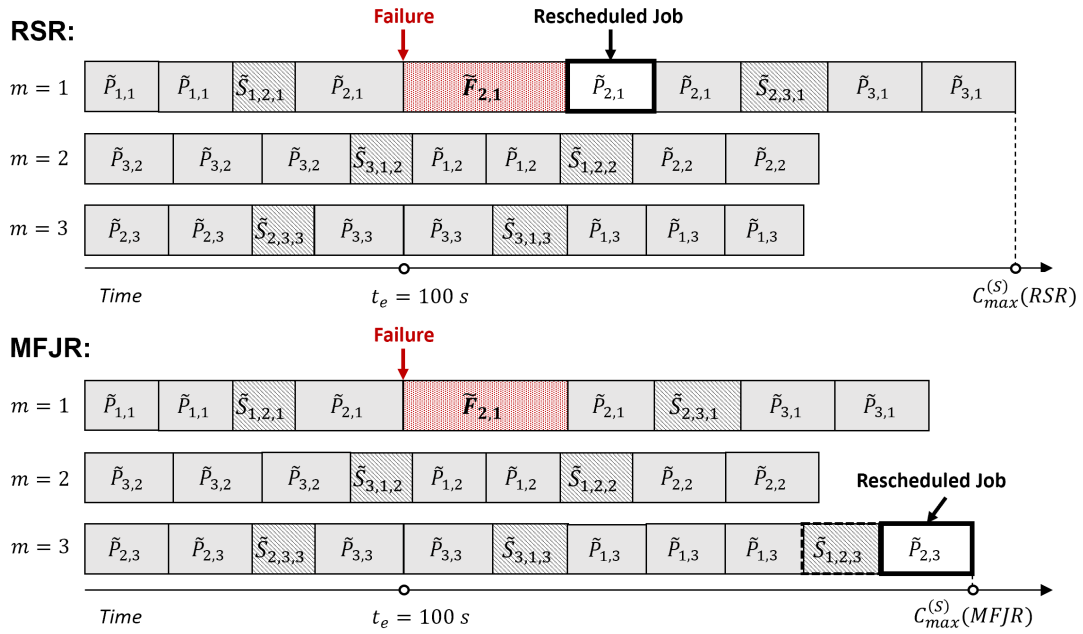 Failure Rescheduled Job
RSR:
m = 1 P̃1,1 P̃1,1 S̃1,2,1 P̃2,1 F̃2,1 P̃2,1 P̃2,1 S̃2,3,1 P̃3,1 P̃3,1
m = 2 P̃3,2 P̃3,2 P̃3,2 S̃3,1,2 P̃1,2 P̃1,2 S̃1,2,2 P̃2,2 P̃2,2
m = 3 P̃2,3 P̃2,3 S̃2,3,3 P̃3,3 P̃3,3 S̃3,1,3 P̃1,3 P̃1,3 P̃1,3
Time te = 100 s Cmax(S)(RSR)
Failure
MFJR:
m = 1 P̃1,1 P̃1,1 S̃1,2,1 P̃2,1 F̃2,1 P̃2,1 S̃2,3,1 P̃3,1 P̃3,1
m = 2 P̃3,2 P̃3,2 P̃3,2 S̃3,1,2 P̃1,2 P̃1,2 S̃1,2,2 P̃2,2 P̃2,2
Rescheduled Job
m = 3 P̃2,3 P̃2,3 S̃2,3,3 P̃3,3 P̃3,3 S̃3,1,3 P̃1,3 P̃1,3 P̃1,3 S̃1,2,3 P̃2,3
Time te = 100 s Cmax(S)(MFJR)